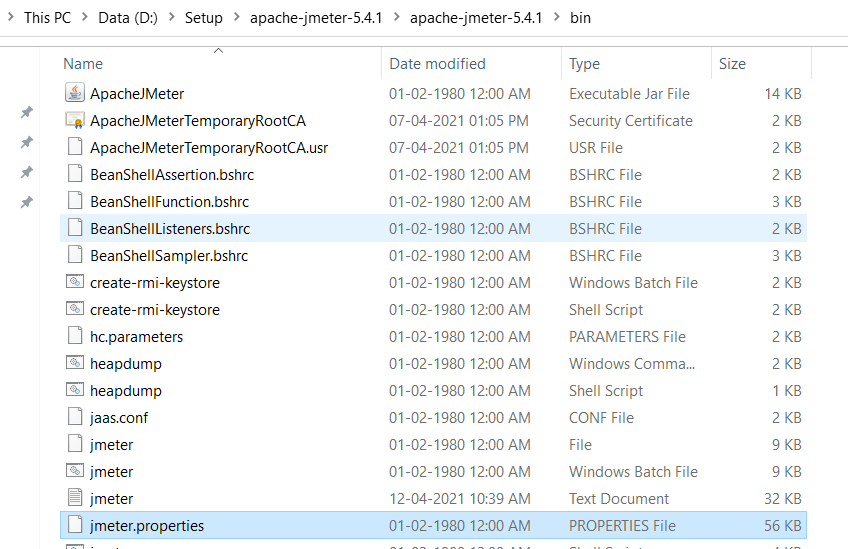 This PC > Data (D:) > Setup > apache-jmeter-5.4.1 > apache-jmeter-5.4.1 > bin
Name Date modified Type Size
ApacheJMeter 01-02-1980 12:00 AM Executable Jar File 14 KB
ApacheJMeterTemporaryRootCA 07-04-2021 01:05 PM Security Certificate 2 KB
ApacheJMeterTemporaryRootCA.usr 07-04-2021 01:05 PM USR File 2 KB
BeanShellAssertion.bshrc 01-02-1980 12:00 AM BSHRC File 2 KB
BeanShellFunction.bshrc 01-02-1980 12:00 AM BSHRC File 3 KB
BeanShellListeners.bshrc 01-02-1980 12:00 AM BSHRC File 2 KB
BeanShellSampler.bshrc 01-02-1980 12:00 AM BSHRC File 3 KB
create-rmi-keystore 01-02-1980 12:00 AM Windows Batch File 2 KB
create-rmi-keystore 01-02-1980 12:00 AM Shell Script 2 KB
hc.parameters 01-02-1980 12:00 AM PARAMETERS File 2 KB
heapdump 01-02-1980 12:00 AM Windows Comma... 2 KB
heapdump 01-02-1980 12:00 AM Shell Script 1 KB
jaas.conf 01-02-1980 12:00 AM CONF File 2 KB
jmeter 01-02-1980 12:00 AM File 9 KB
jmeter 01-02-1980 12:00 AM Windows Batch File 9 KB
jmeter 12-04-2021 10:39 AM Text Document 32 KB
jmeter.properties 01-02-1980 12:00 AM PROPERTIES File 56 KB